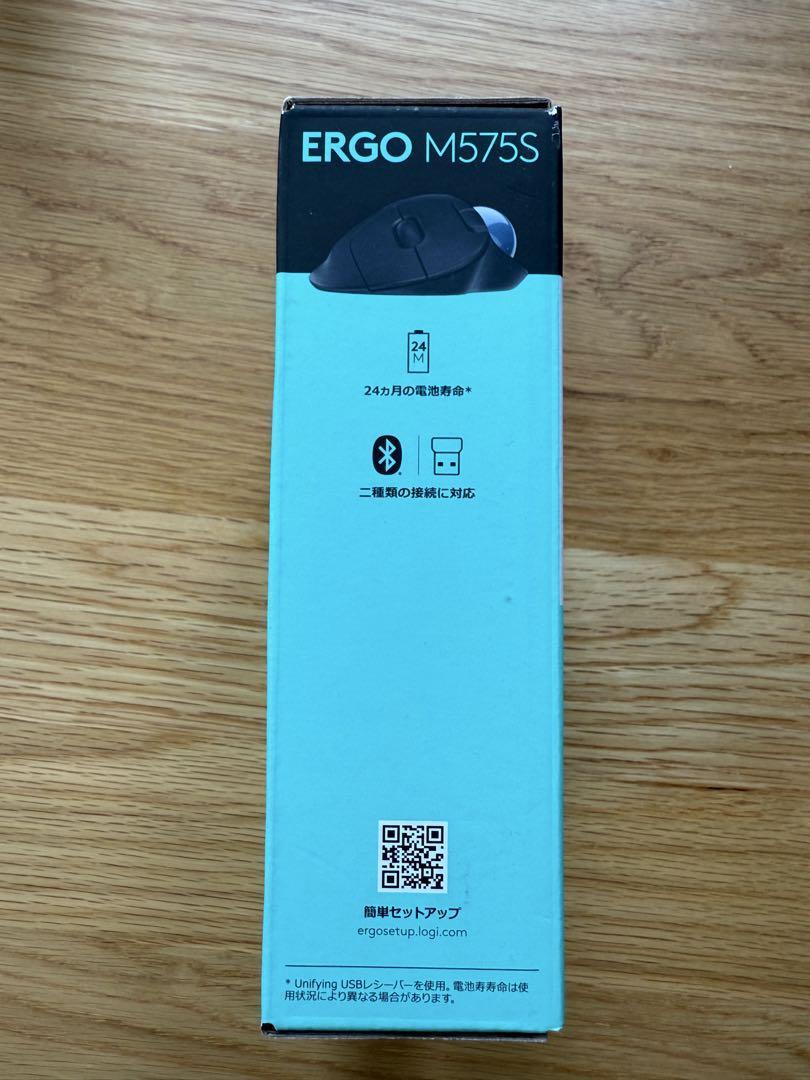 ERGO M575S
24
M
24ヵ月の電池寿命*
二種類の接続に対応
簡単セットアップ
ergosetup.logi.com
* Unifying USBレシーバーを使用。電池寿寿命は使
用状況により異なる場合があります。